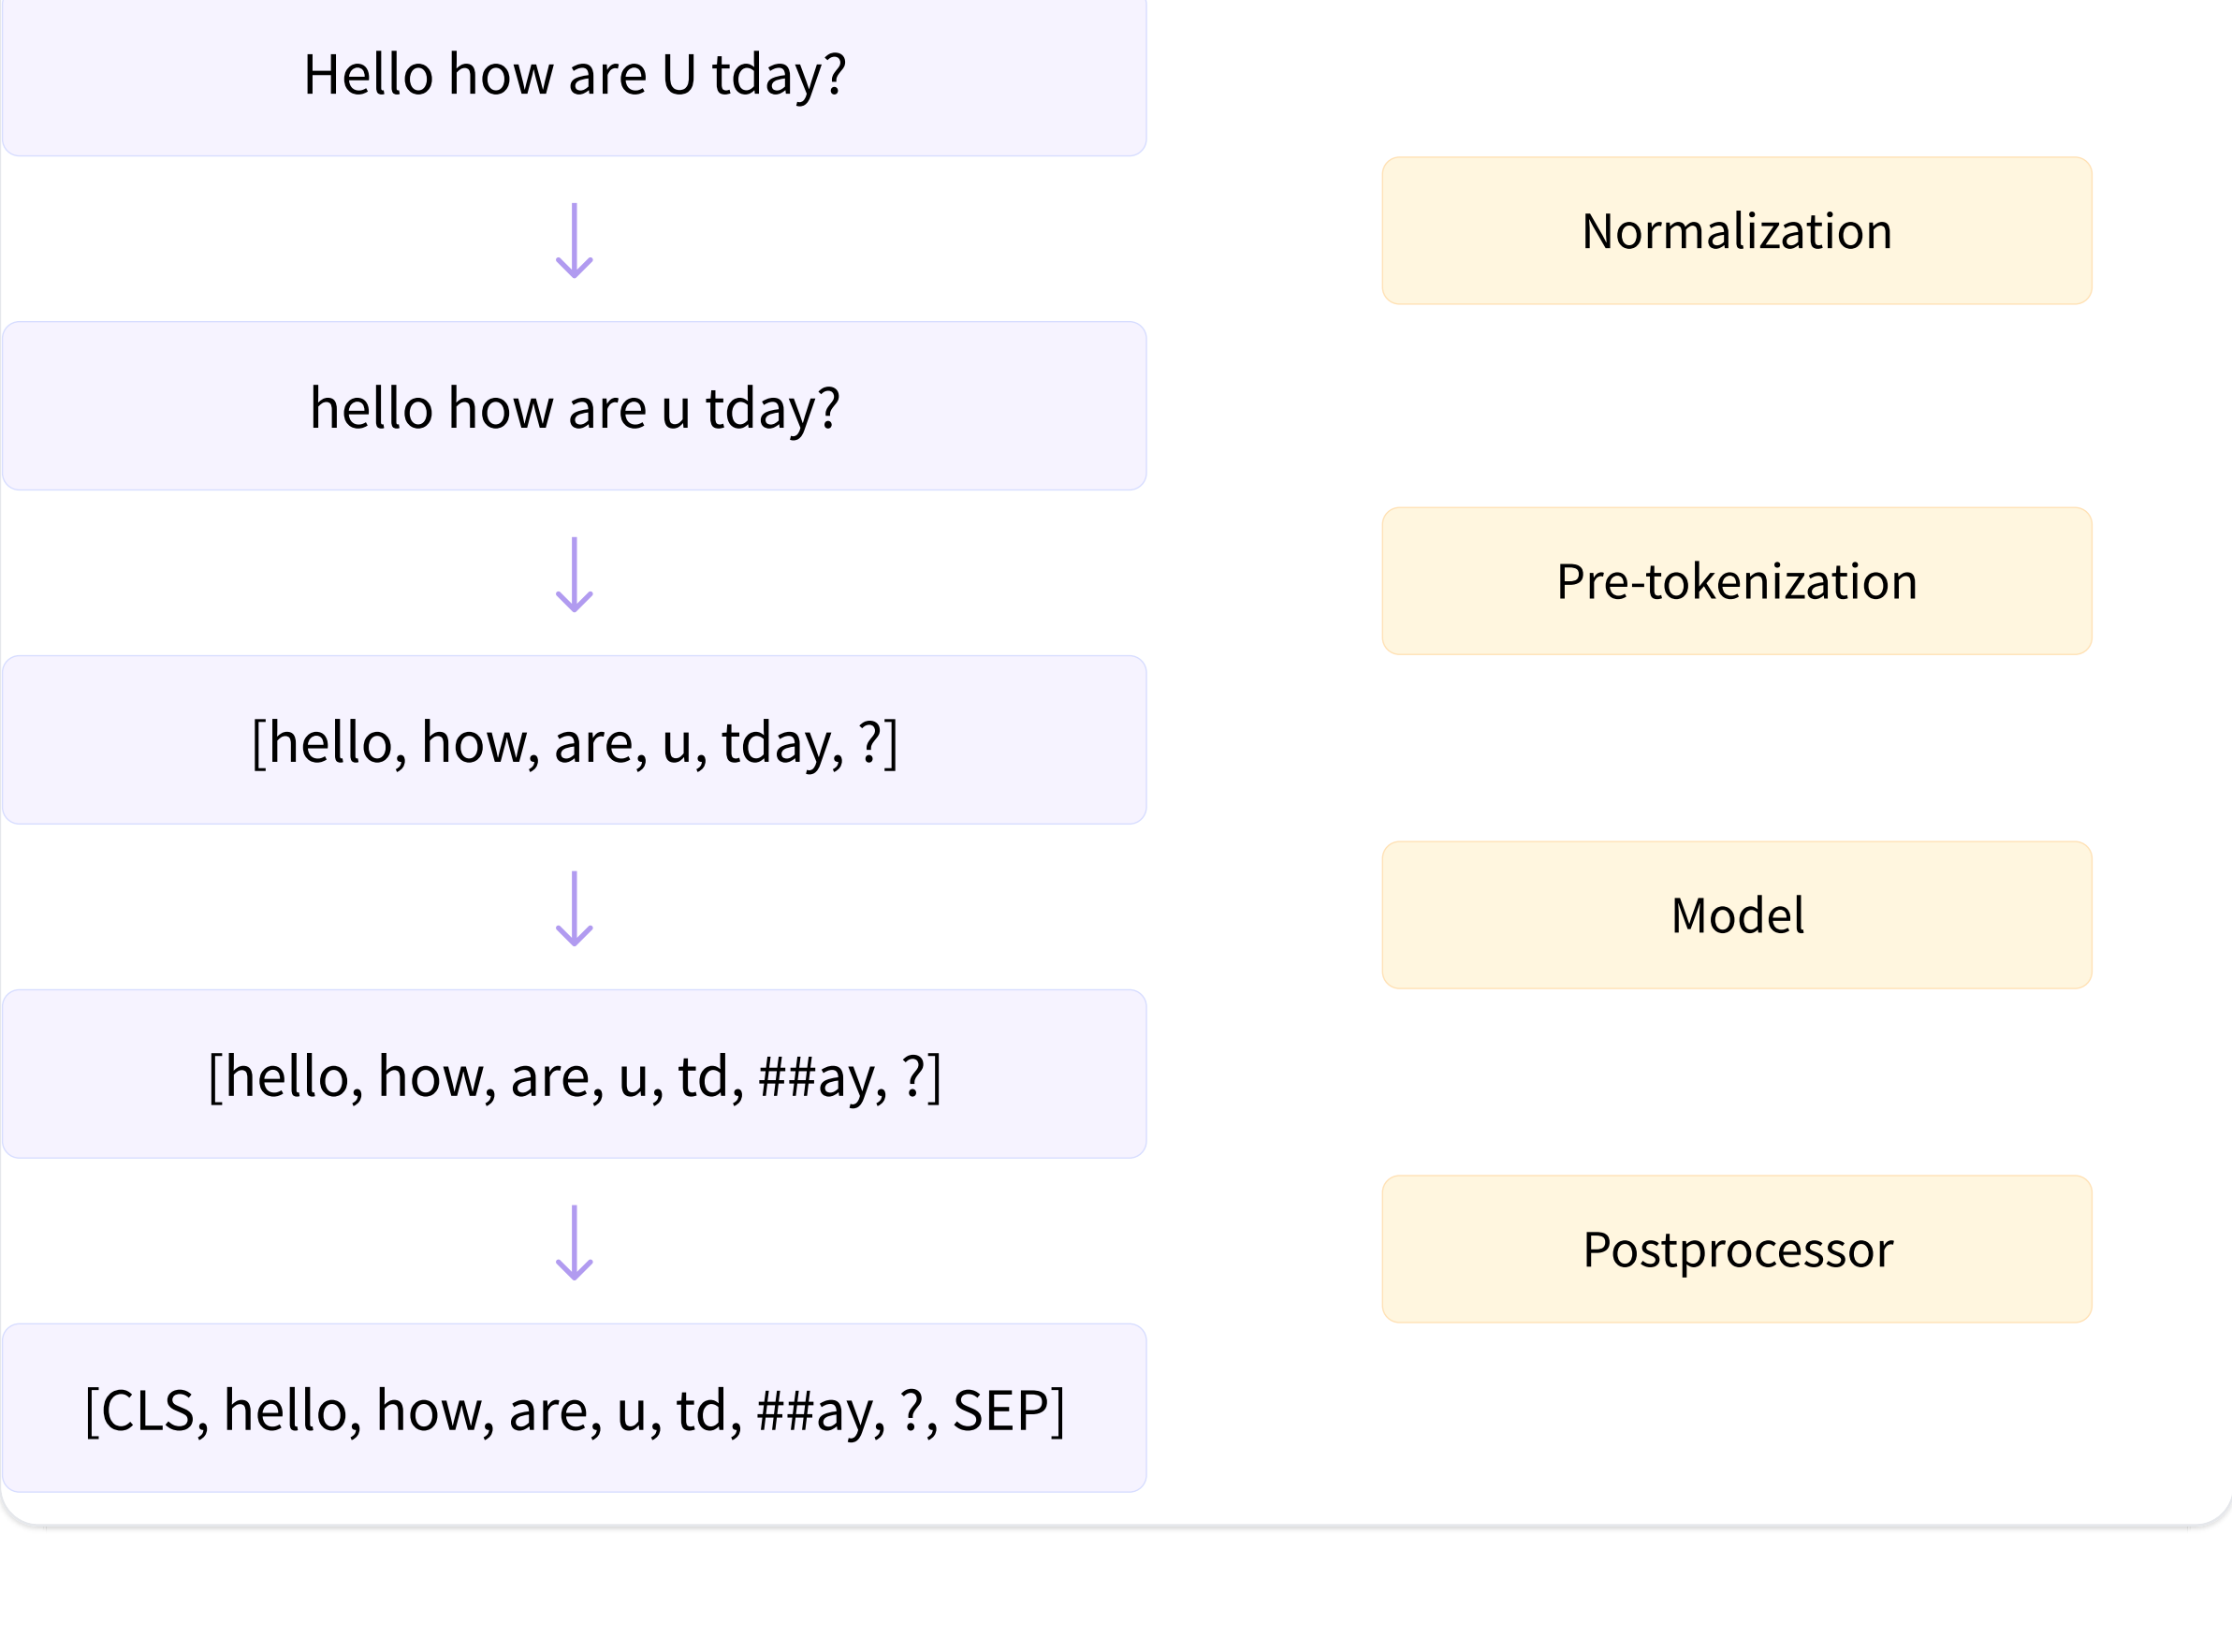 Hello how are U tday?
Normalization
hello how are u tday?
Pre-tokenization
[hello, how, are, u, tday, ?]
Model
[hello, how, are, u, td, ##ay, ?]
Postprocessor
[CLS, hello, how, are, u, td, ##ay, ?, SEP]